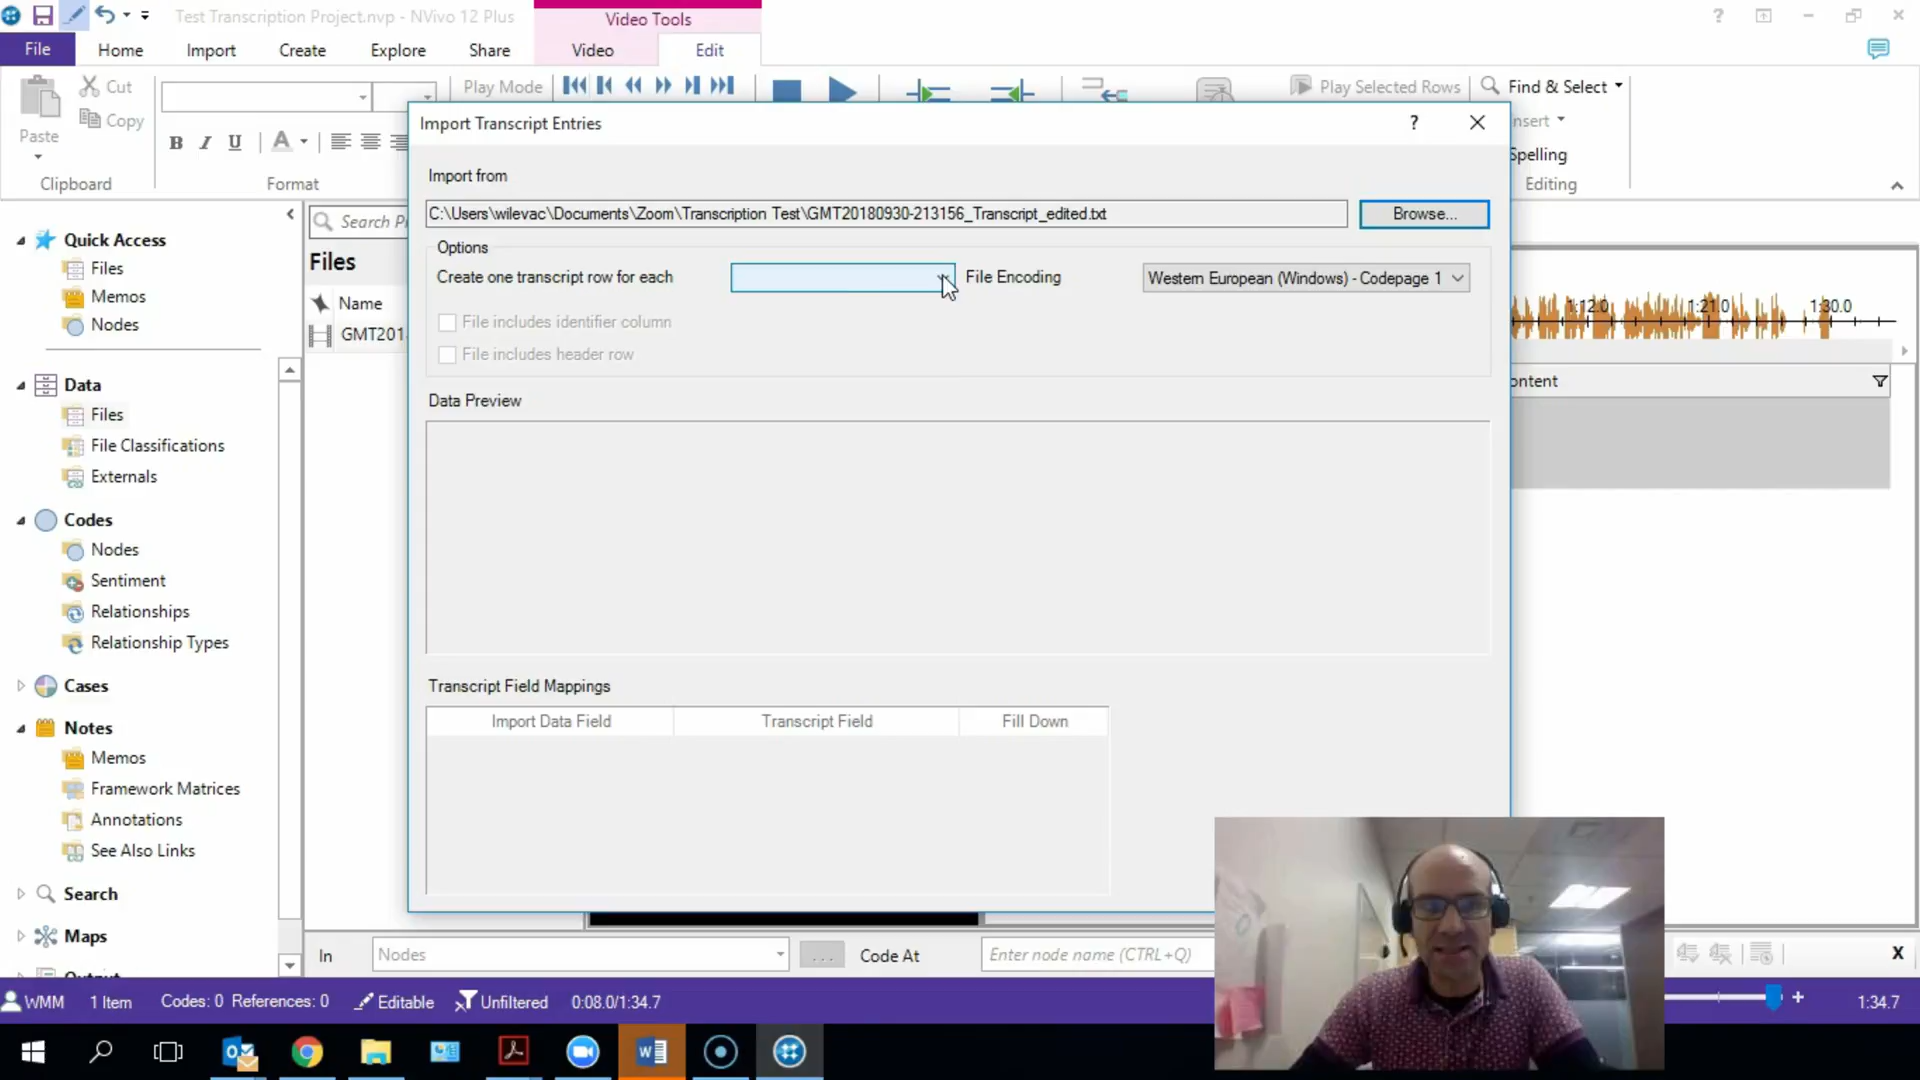 Test Transcription Project.nvp - NVivo 12 Plus
Video Tools
?
File
Home
Import
Create
Explore
Share
Video
Edit
Paste
Cut
Copy
Clipboard
B I U A
Format
Play Mode
Play Selected Rows
Find & Select
nsert
Spelling
Editing
Import Transcript Entries
?
Import from
C:\Users\wilevac\Documents\Zoom\Transcription Test\GMT20180930-213156_Transcript_edited.txt
Browse...
Options
Create one transcript row for each
File Encoding
Western European (Windows) - Codepage 1
File includes identifier column
File includes header row
Data Preview
Transcript Field Mappings
Import Data Field
Transcript Field
Fill Down
Quick Access
Files
Memos
Nodes
Data
Files
File Classifications
Externals
Codes
Nodes
Sentiment
Relationships
Relationship Types
Cases
Notes
Memos
Framework Matrices
Annotations
See Also Links
Search
Maps
Output
Search P
Files
Name
GMT201
1:12.0
1:21.0
1:30.0
ontent
In
Nodes
...
Code At
Enter node name (CTRL+Q)
X
WMM
1 Item
Codes: 0
References: 0
Editable
Unfiltered
0:08.0/1:34.7
1:34.7